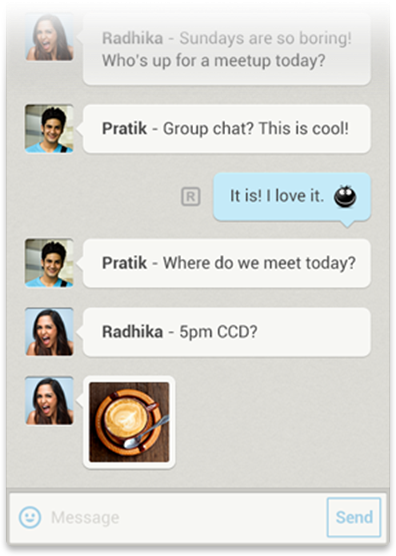 Radhika - Sundays are so boring!
Who's up for a meetup today?
Pratik - Group chat? This is cool!
R
It is! I love it.
Pratik - Where do we meet today?
Radhika - 5pm CCD?
Message
Send